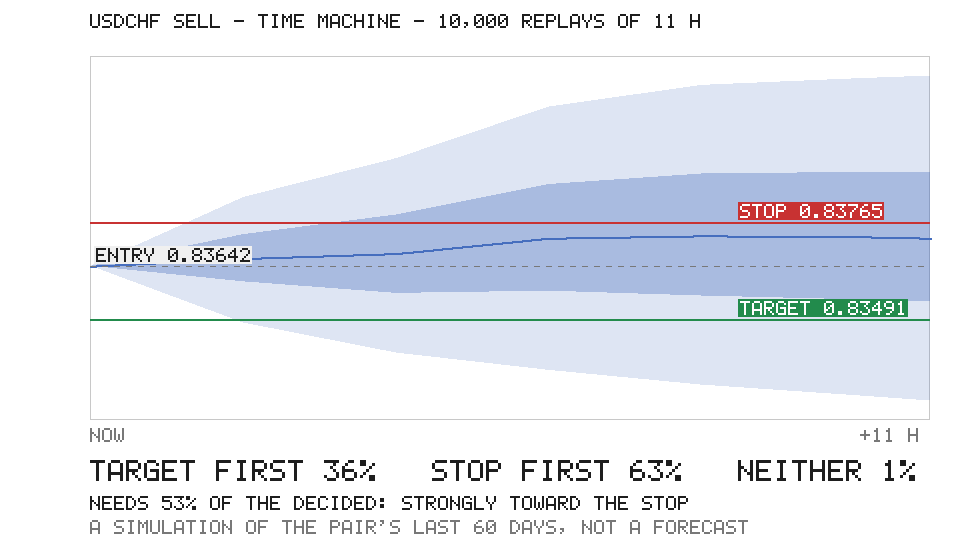 USDCHF SELL - TIME MACHINE - 10,000 REPLAYS OF 11 H
STOP 0.83765
ENTRY 0.83642
TARGET 0.83491
NOW +11 H
TARGET FIRST 36% STOP FIRST 63% NEITHER 1%
NEEDS 53% OF THE DECIDED: STRONGLY TOWARD THE STOP
A SIMULATION OF THE PAIR'S LAST 60 DAYS, NOT A FORECAST